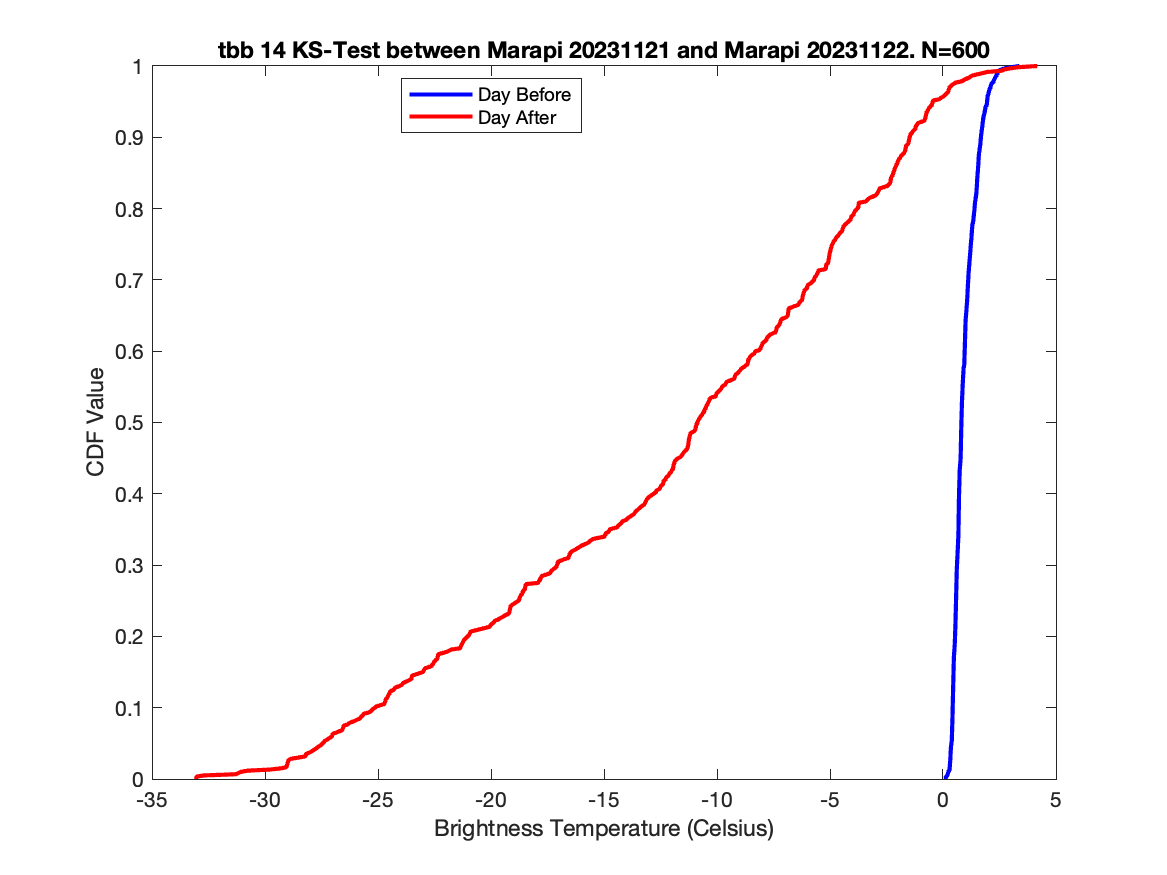 tbb 14 KS-Test between Marapi 20231121 and Marapi 20231122. N=600
Day Before
Day After
CDF Value
1
0.9
0.8
0.7
0.6
0.5
0.4
0.3
0.2
0.1
0
-35 -30 -25 -20 -15 -10 -5 0 5
Brightness Temperature (Celsius)